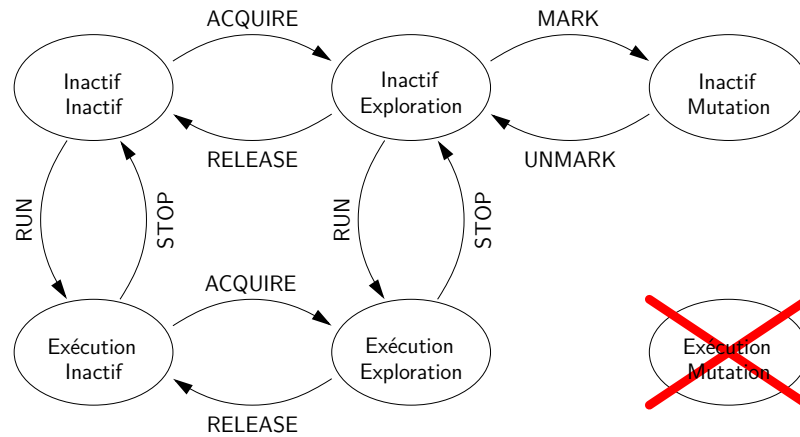 ACQUIRE
MARK
Inactif
Inactif
Inactif
Exploration
Inactif
Mutation
RELEASE
UNMARK
RUN
STOP
RUN
STOP
ACQUIRE
Exécution
Inactif
Exécution
Exploration
Exécution
Mutation
RELEASE